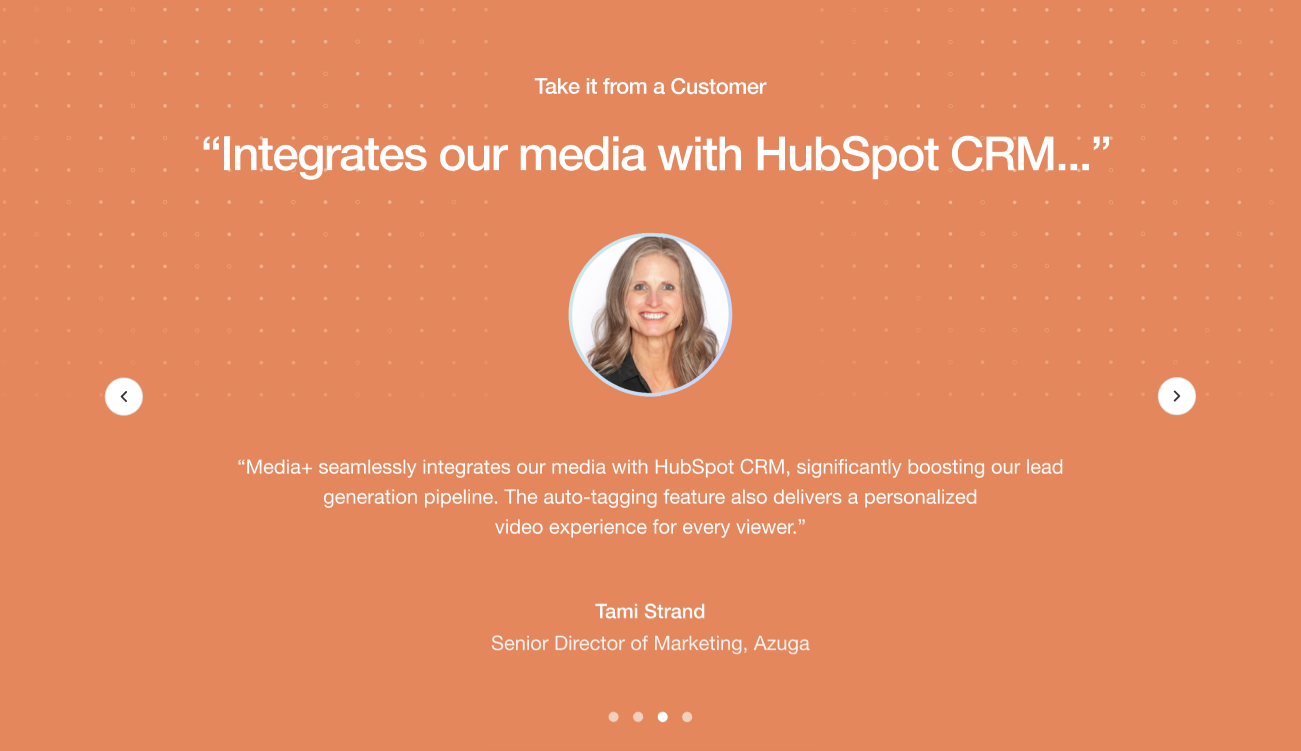 Take it from a Customer
“Integrates our media with HubSpot CRM...”
“Media+ seamlessly integrates our media with HubSpot CRM, significantly boosting our lead
generation pipeline. The auto-tagging feature also delivers a personalized
video experience for every viewer.”
Tami Strand
Senior Director of Marketing, Azuga